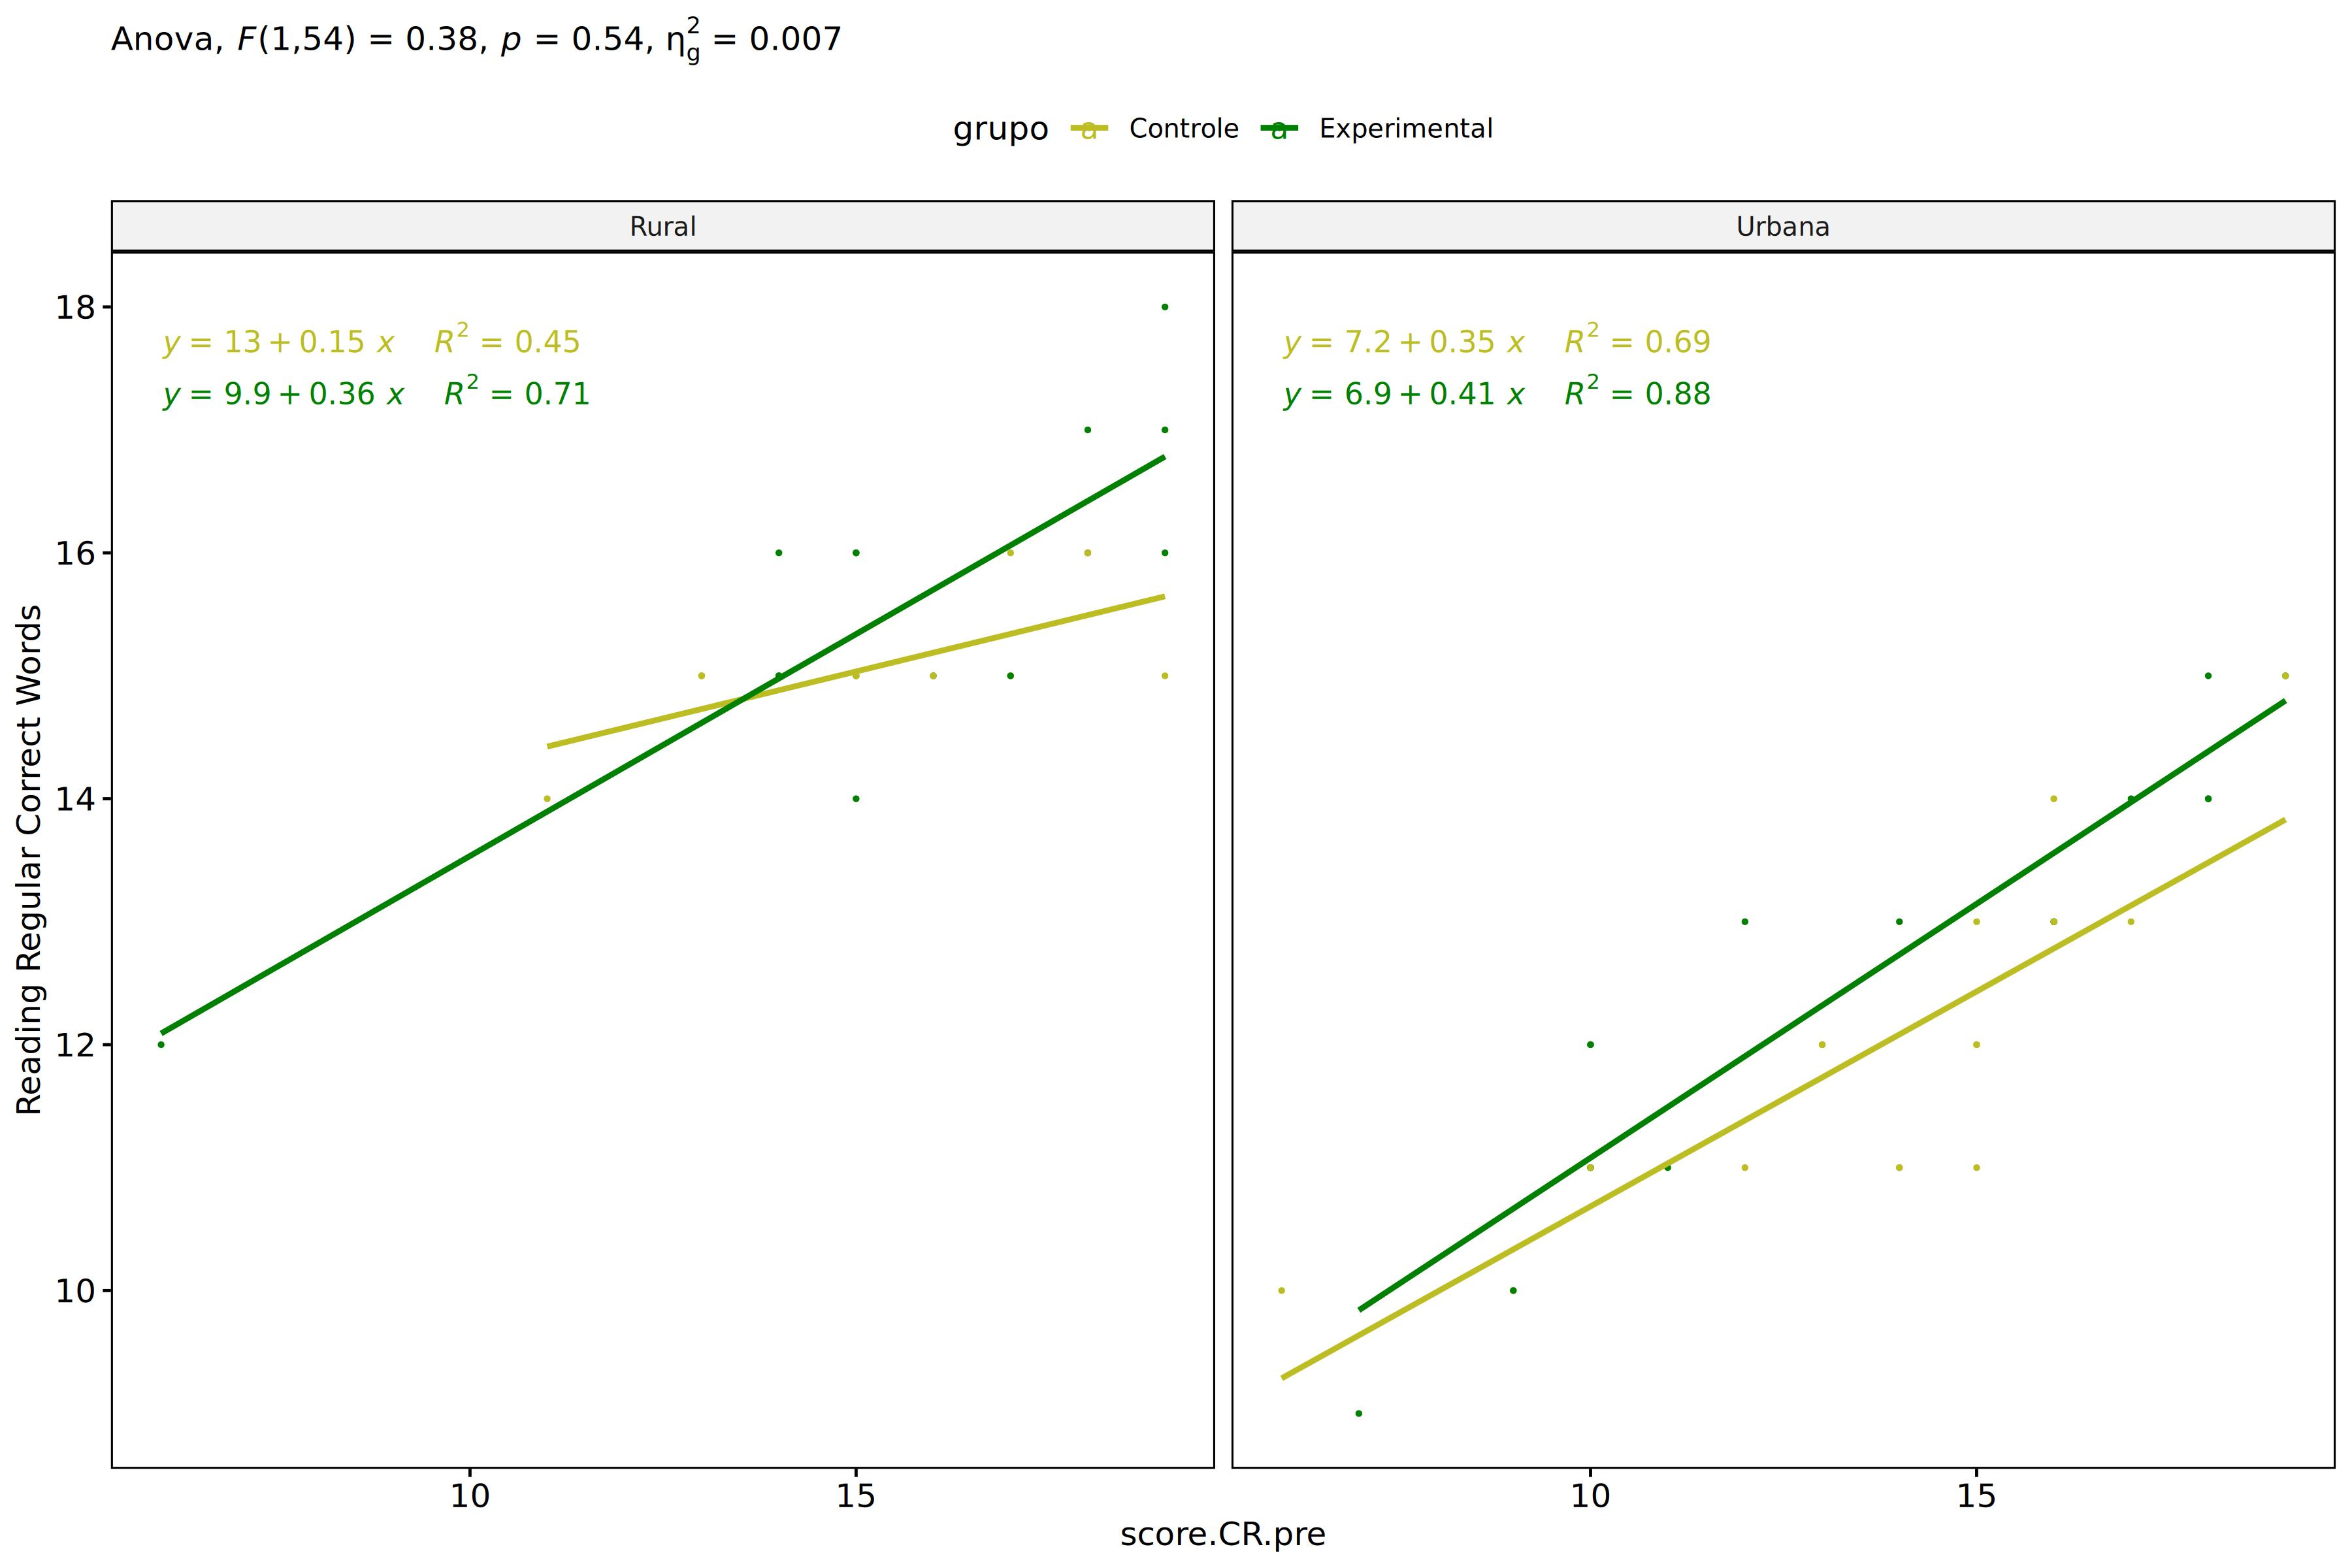 Anova, F(1,54) = 0.38, p = 0.54, η²g = 0.007
grupo a Controle a Experimental
Rural
Urbana
y = 13 + 0.15 x R² = 0.45
y = 9.9 + 0.36 x R² = 0.71
y = 7.2 + 0.35 x R² = 0.69
y = 6.9 + 0.41 x R² = 0.88
18
16
14
12
10
Reading Regular Correct Words
10 15
10 15
score.CR.pre